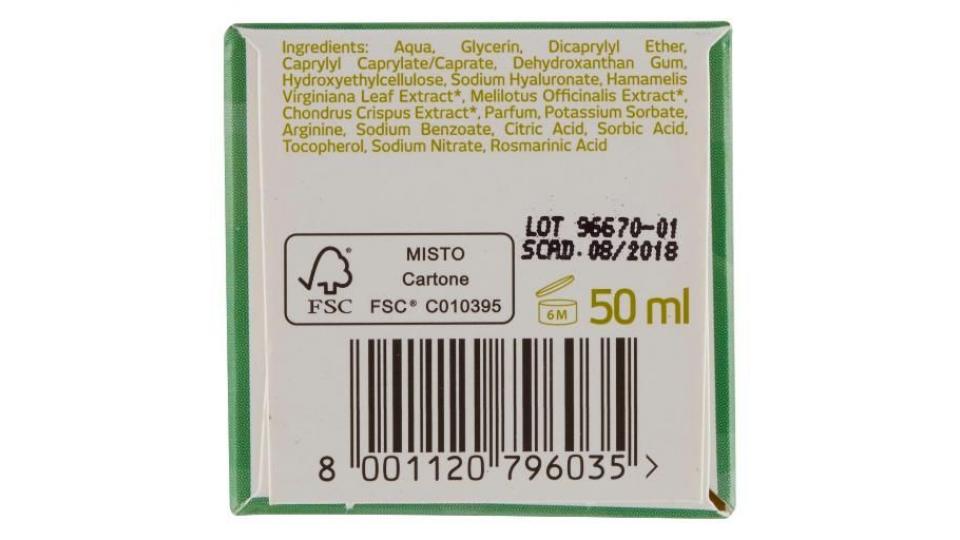 Ingredients: Aqua, Glycerin, Dicaprylyl Ether,
Caprylyl Caprylate/Caprate, Dehydroxanthan Gum,
Hydroxyethylcellulose, Sodium Hyaluronate, Hamamelis
Virginiana Leaf Extract*, Melilotus Officinalis Extract*,
Chondrus Crispus Extract*, Parfum, Potassium Sorbate,
Arginine, Sodium Benzoate, Citric Acid, Sorbic Acid,
Tocopherol, Sodium Nitrate, Rosmarinic Acid
LOT 96670-01
SCAD. 08/2018
MISTO
Cartone
FSC® C010395
FSC
®
6M
50 ml
8 001120 796035 >